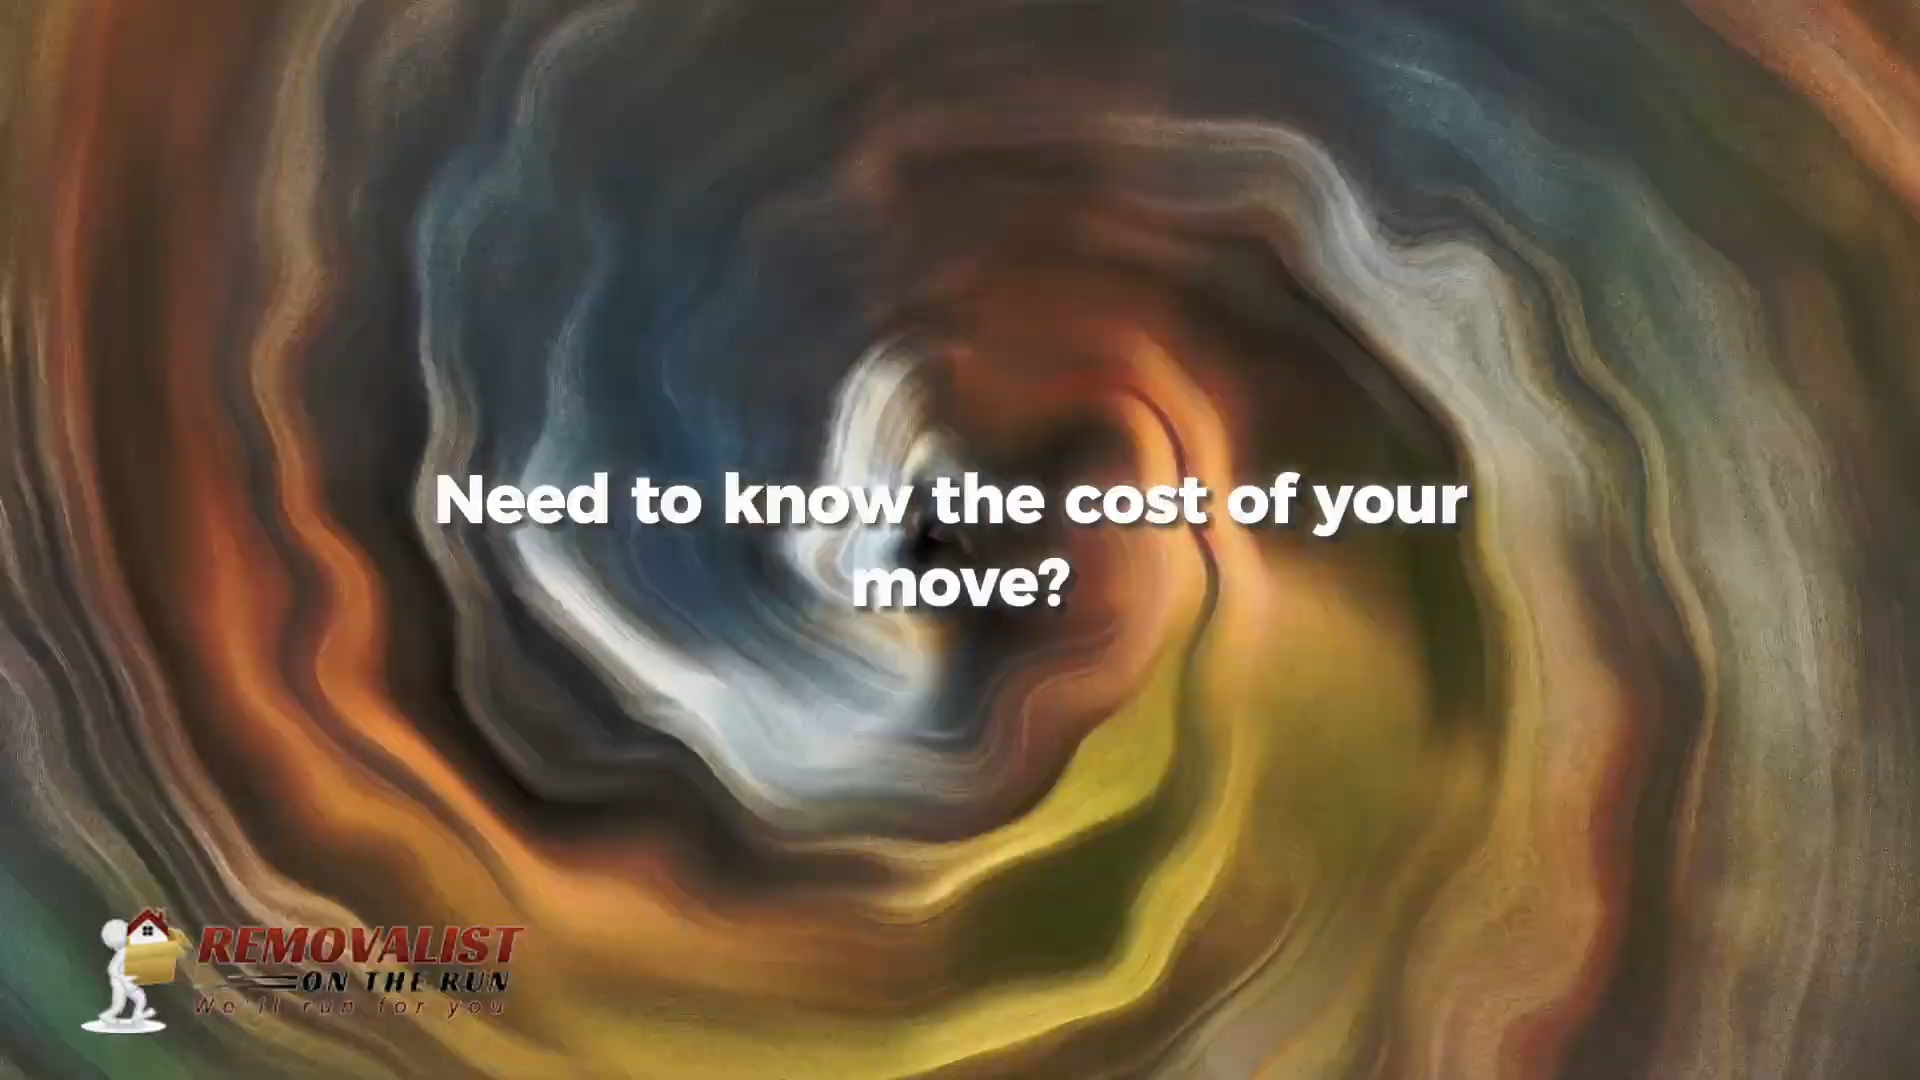 Need to know the cost of your
move?
REMOVALIST
ON THE RUN
We'll run for you